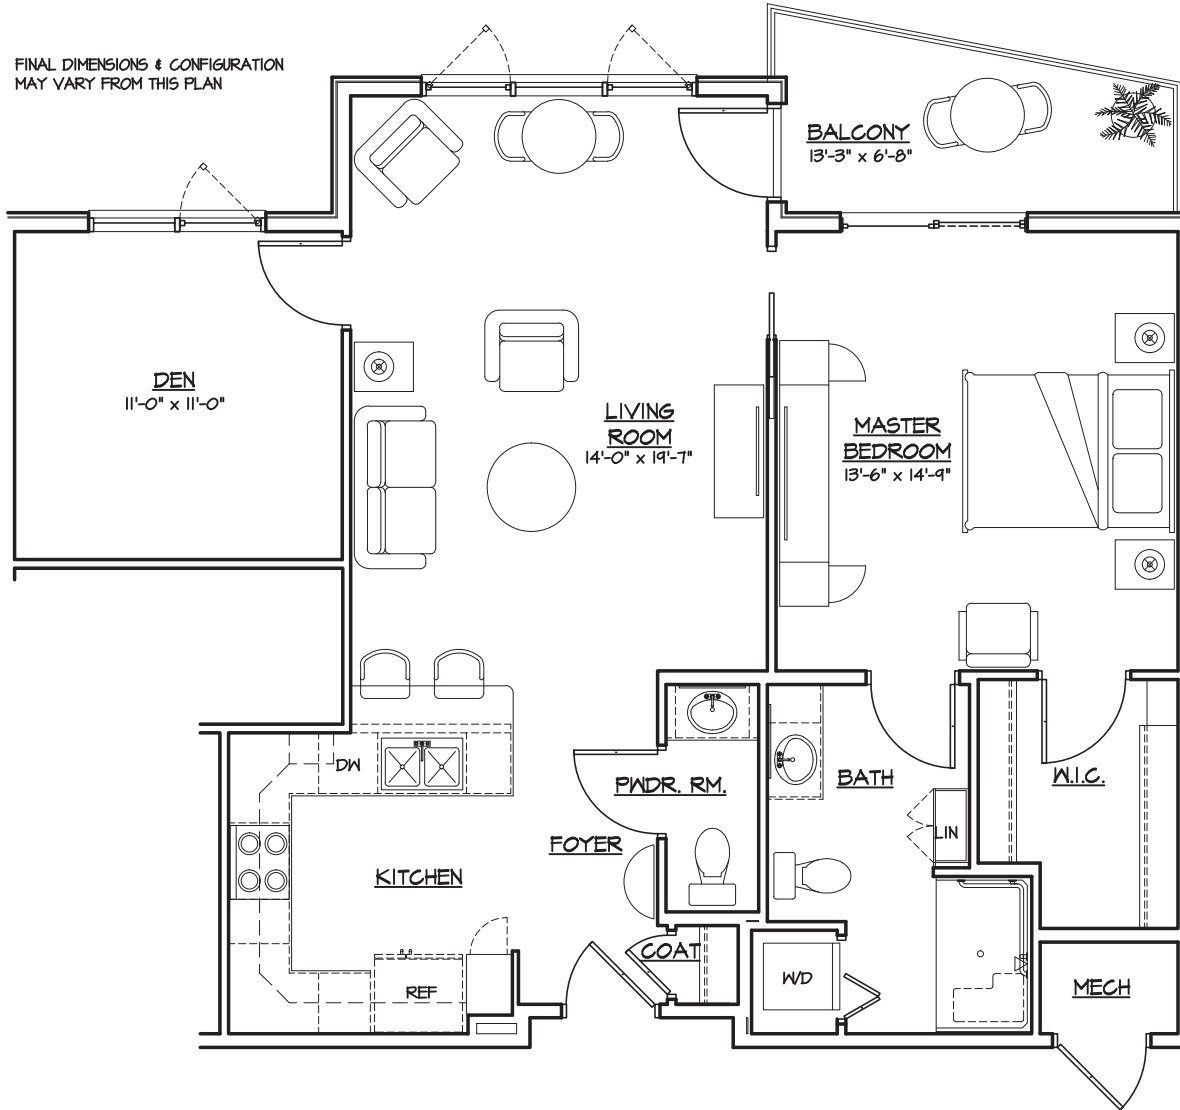 FINAL DIMENSIONS & CONFIGURATION
MAY VARY FROM THIS PLAN
BALCONY
13'-3" x 6'-8"
DEN
11'-0" x 11'-0"
LIVING
ROOM
14'-0" x 19'-7"
MASTER
BEDROOM
13'-6" x 14'-9"
DW
PWDR. RM.
BATH
W.I.C.
LIN
FOYER
KITCHEN
COAT
W/D
REF
MECH